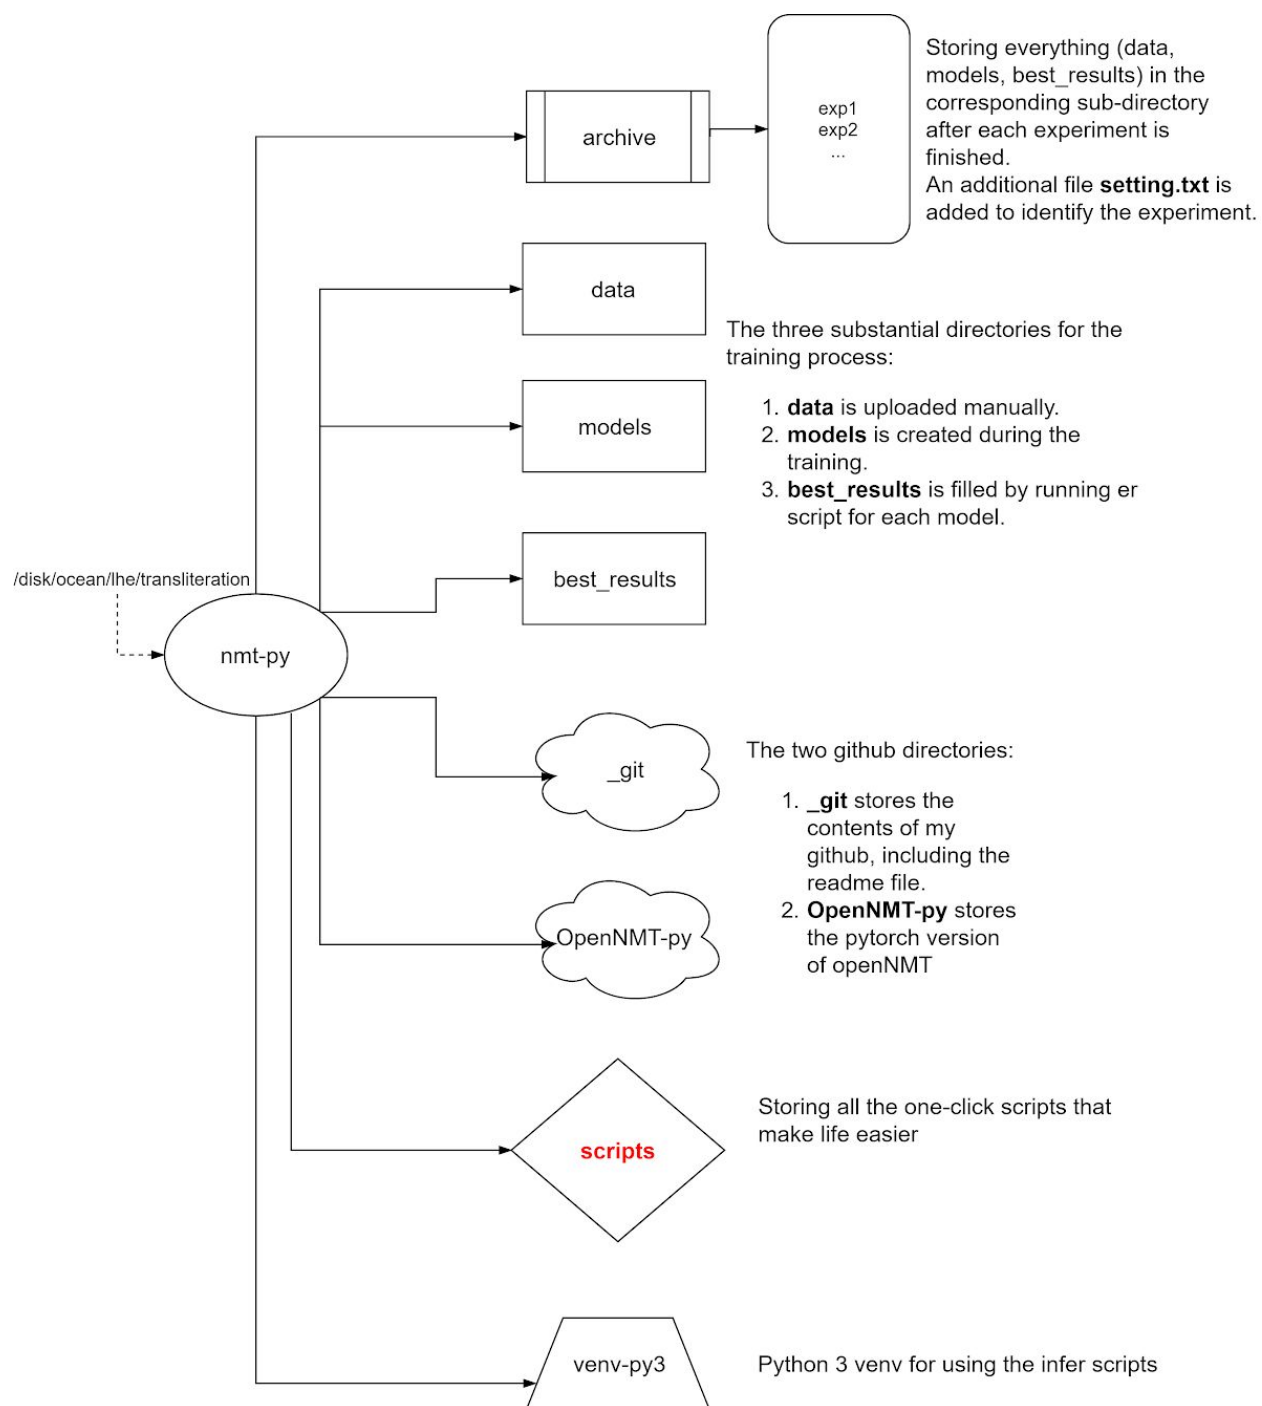 archive
exp1
exp2
...
Storing everything (data,
models, best_results) in the
corresponding sub-directory
after each experiment is
finished.
An additional file setting.txt is
added to identify the experiment.
data
models
best_results
The three substantial directories for the
training process:
1. data is uploaded manually.
2. models is created during the
training.
3. best_results is filled by running er
script for each model.
/disk/ocean/lhe/transliteration
nmt-py
_git
OpenNMT-py
The two github directories:
1. _git stores the
contents of my
github, including the
readme file.
2. OpenNMT-py stores
the pytorch version
of openNMT
scripts
Storing all the one-click scripts that
make life easier
venv-py3
Python 3 venv for using the infer scripts